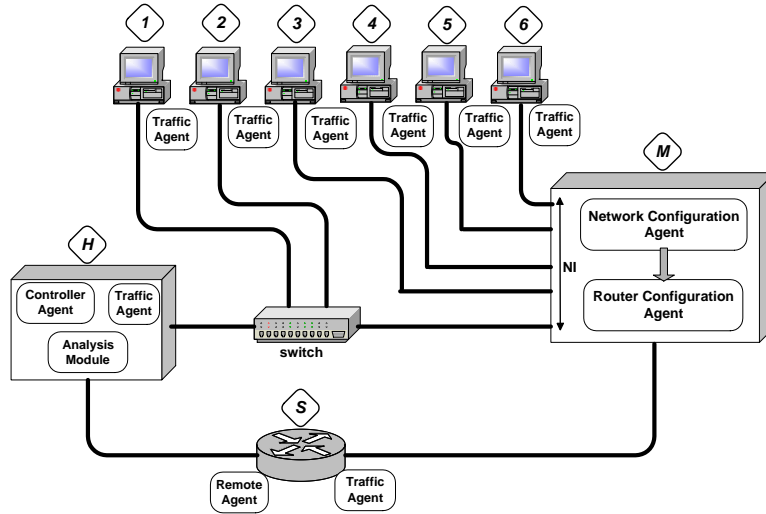 1
2
3
4
5
6
Traffic
Agent
Traffic
Agent
Traffic
Agent
Traffic
Agent
Traffic
Agent
Traffic
Agent
M
Network Configuration
Agent
NI
Router Configuration
Agent
H
Controller
Agent
Traffic
Agent
Analysis
Module
switch
S
Remote
Agent
Traffic
Agent